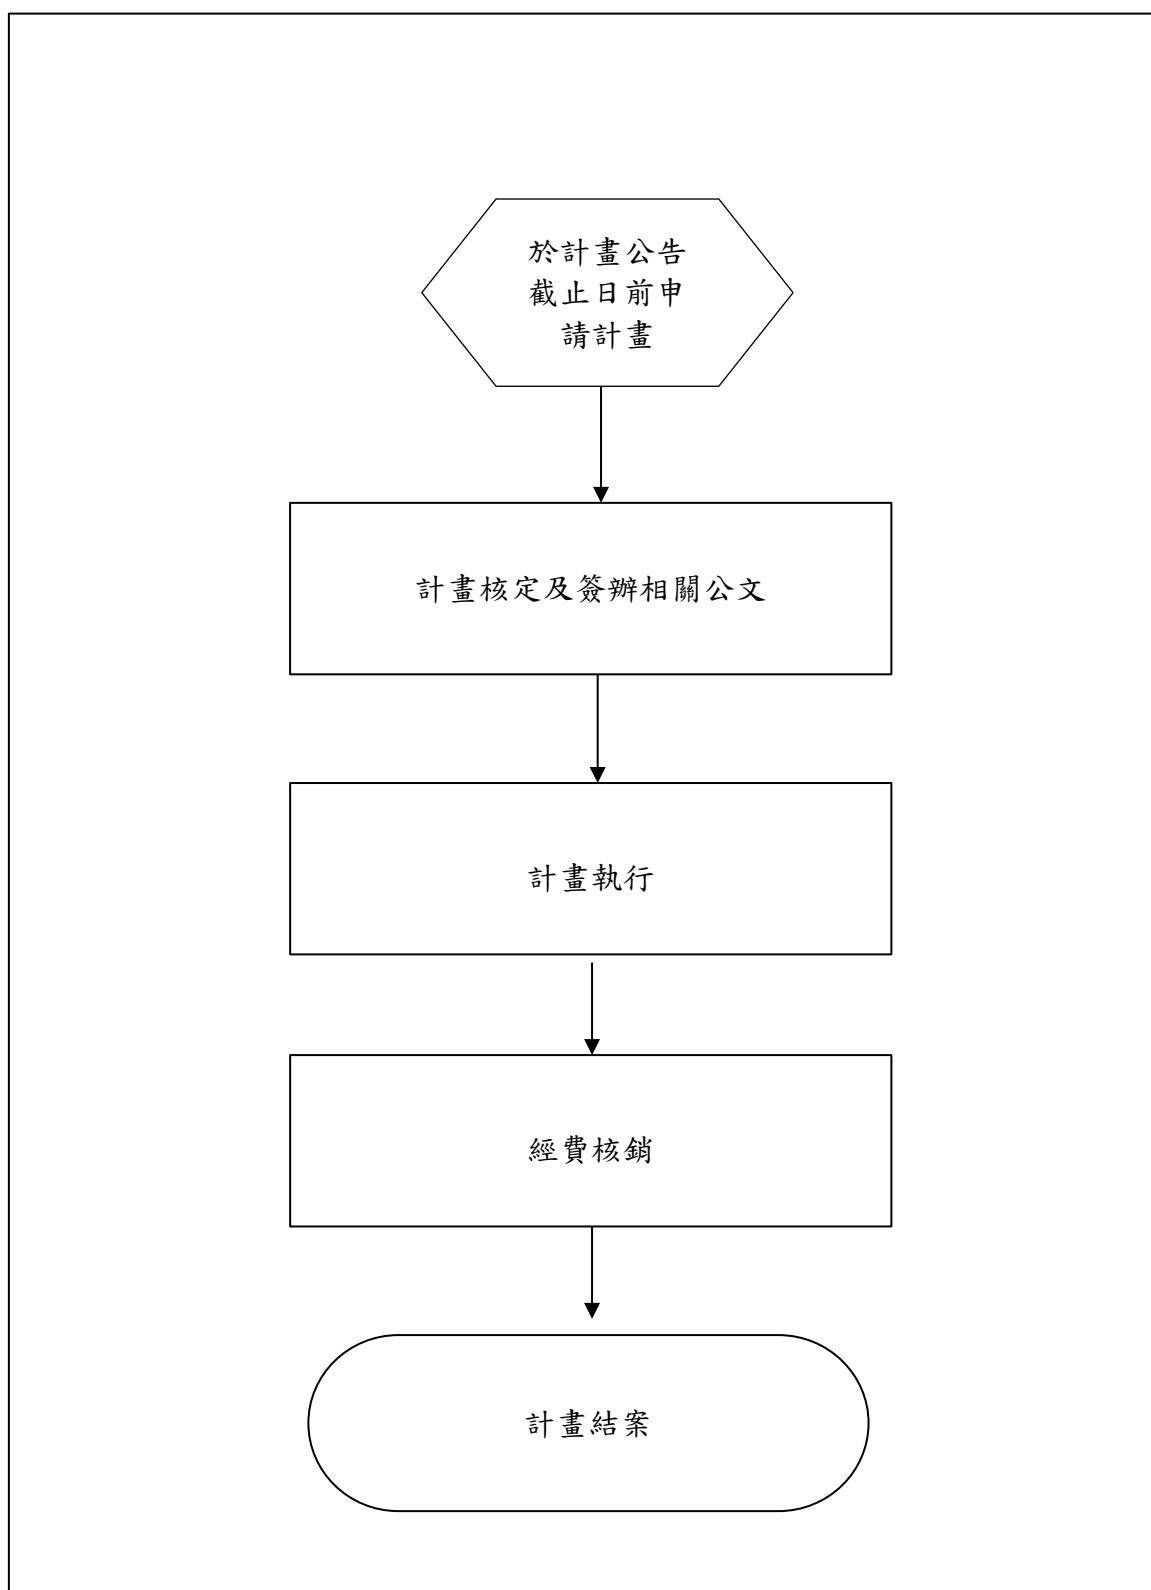 於計畫公告
截止日前申
請計畫
計畫核定及簽辦相關公文
計畫執行
經費核銷
計畫結案